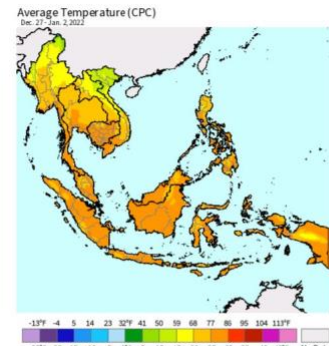 Average Temperature (CPC)
Dec. 27 - Jan. 2, 2022
-13°F -4 5 14 23 32°F 41 50 59 68 77 86 95 104 113°F